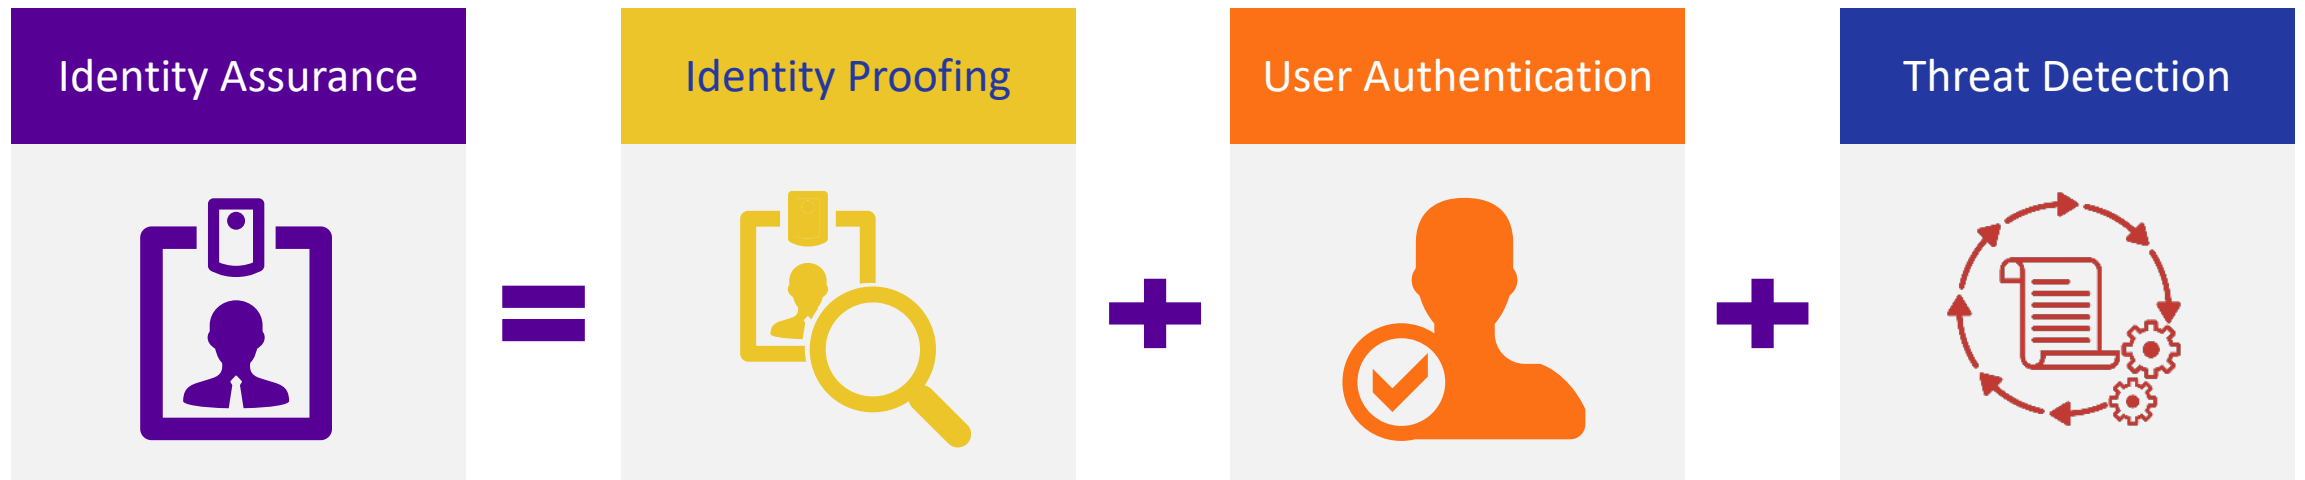 Identity Assurance
Identity Proofing
User Authentication
Threat Detection